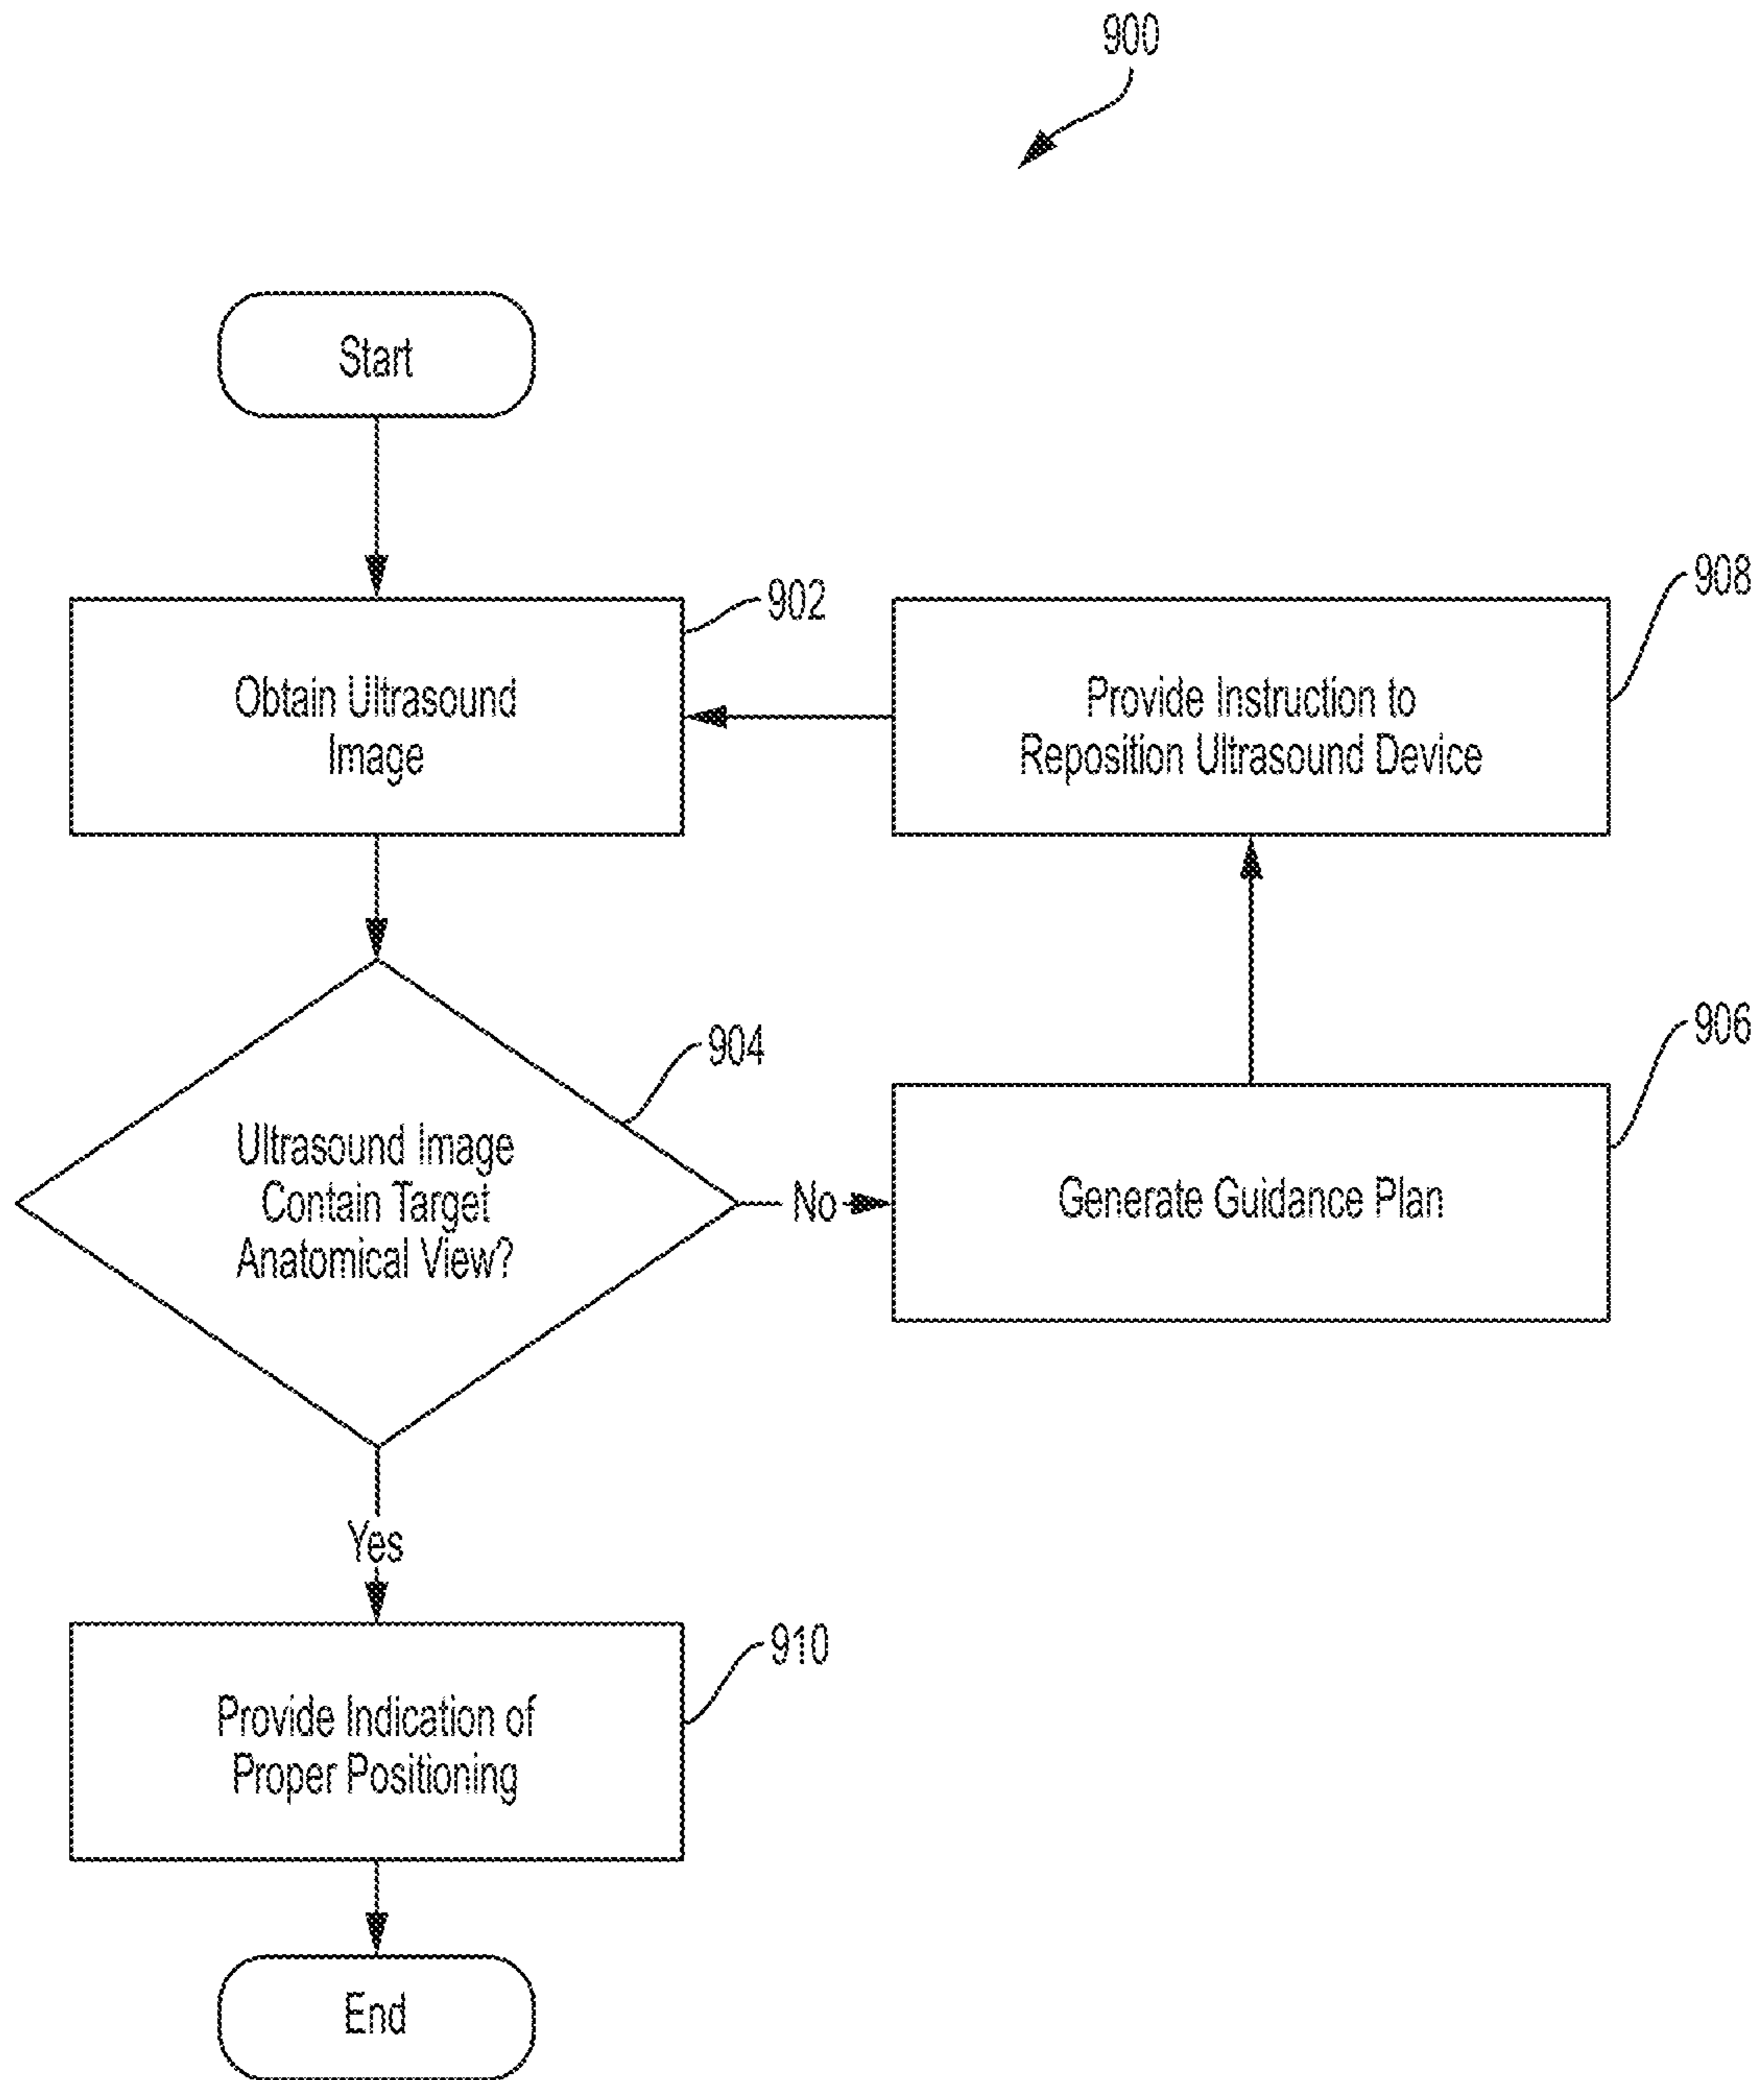 900
Start
902
Obtain Ultrasound
Image
908
Provide Instruction to
Reposition Ultrasound Device
904
Ultrasound Image
Contain Target
Anatomical View?
No
906
Generate Guidance Plan
Yes
910
Provide Indication of
Proper Positioning
End